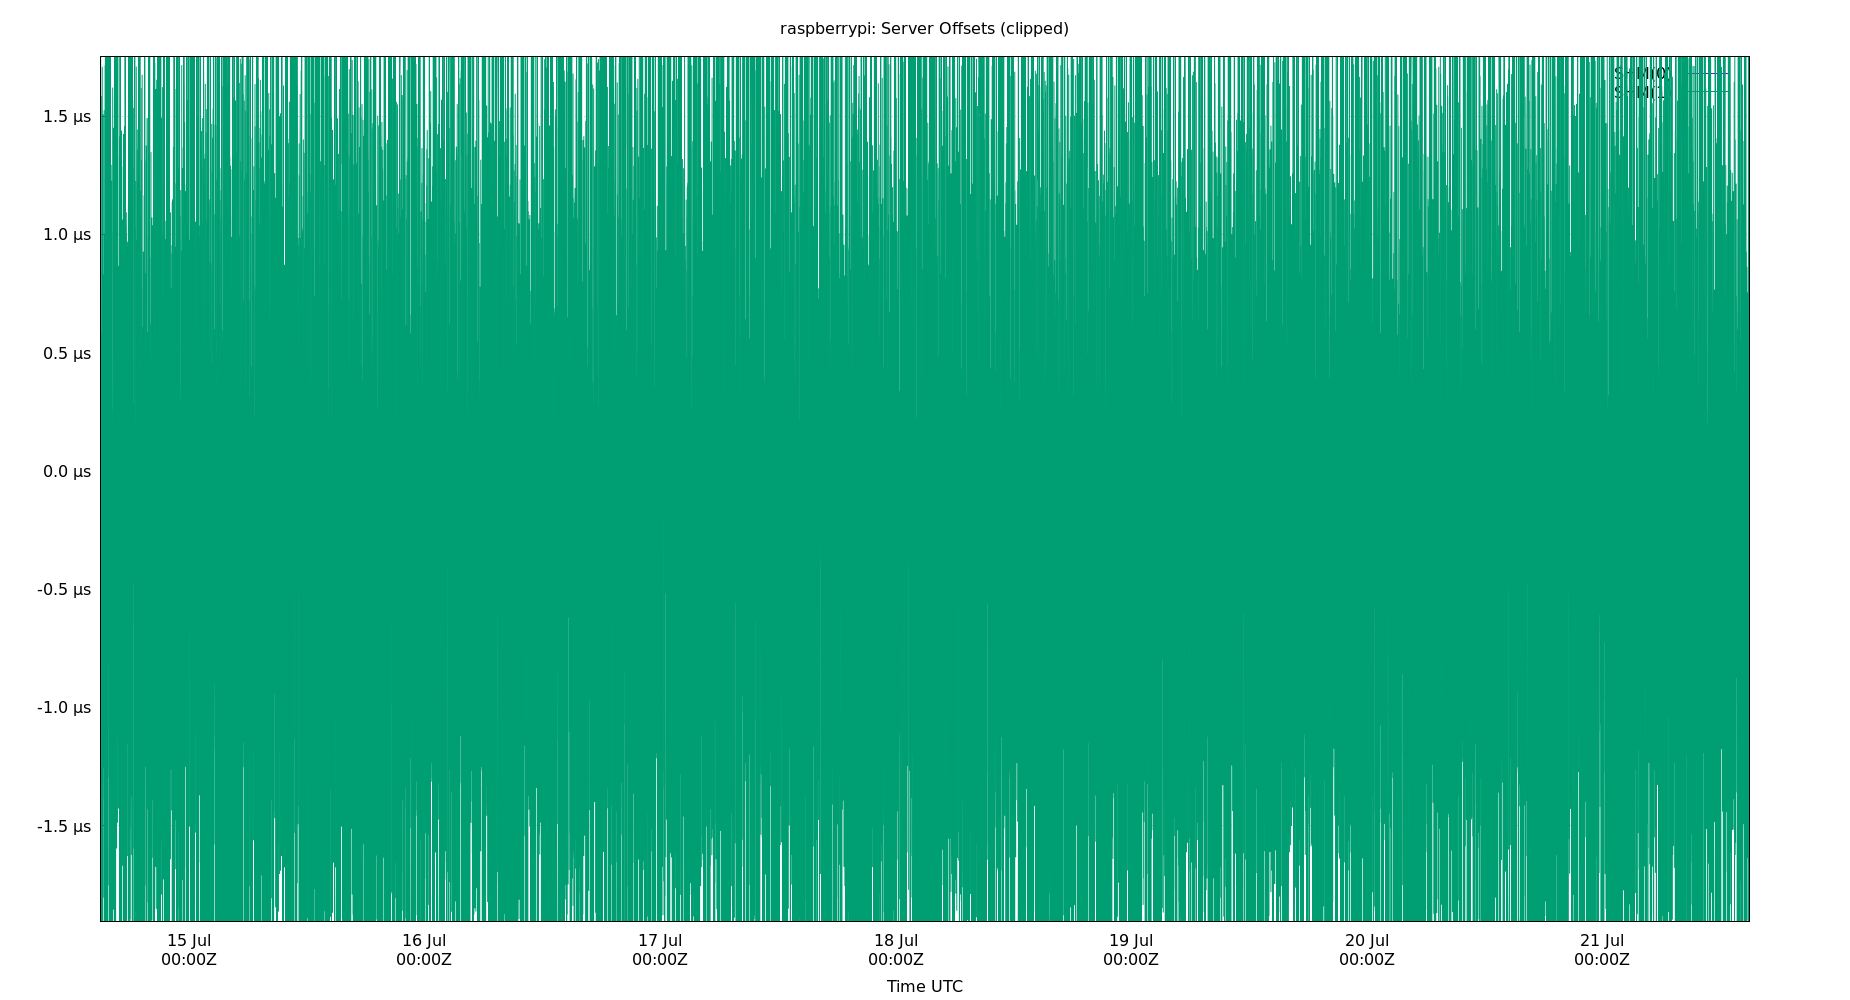 raspberrypi: Server Offsets (clipped)
1.5 µs
1.0 µs
0.5 µs
0.0 µs
-0.5 µs
-1.0 µs
-1.5 µs
15 Jul
00:00Z
16 Jul
00:00Z
17 Jul
00:00Z
18 Jul
00:00Z
19 Jul
00:00Z
20 Jul
00:00Z
21 Jul
00:00Z
Time UTC